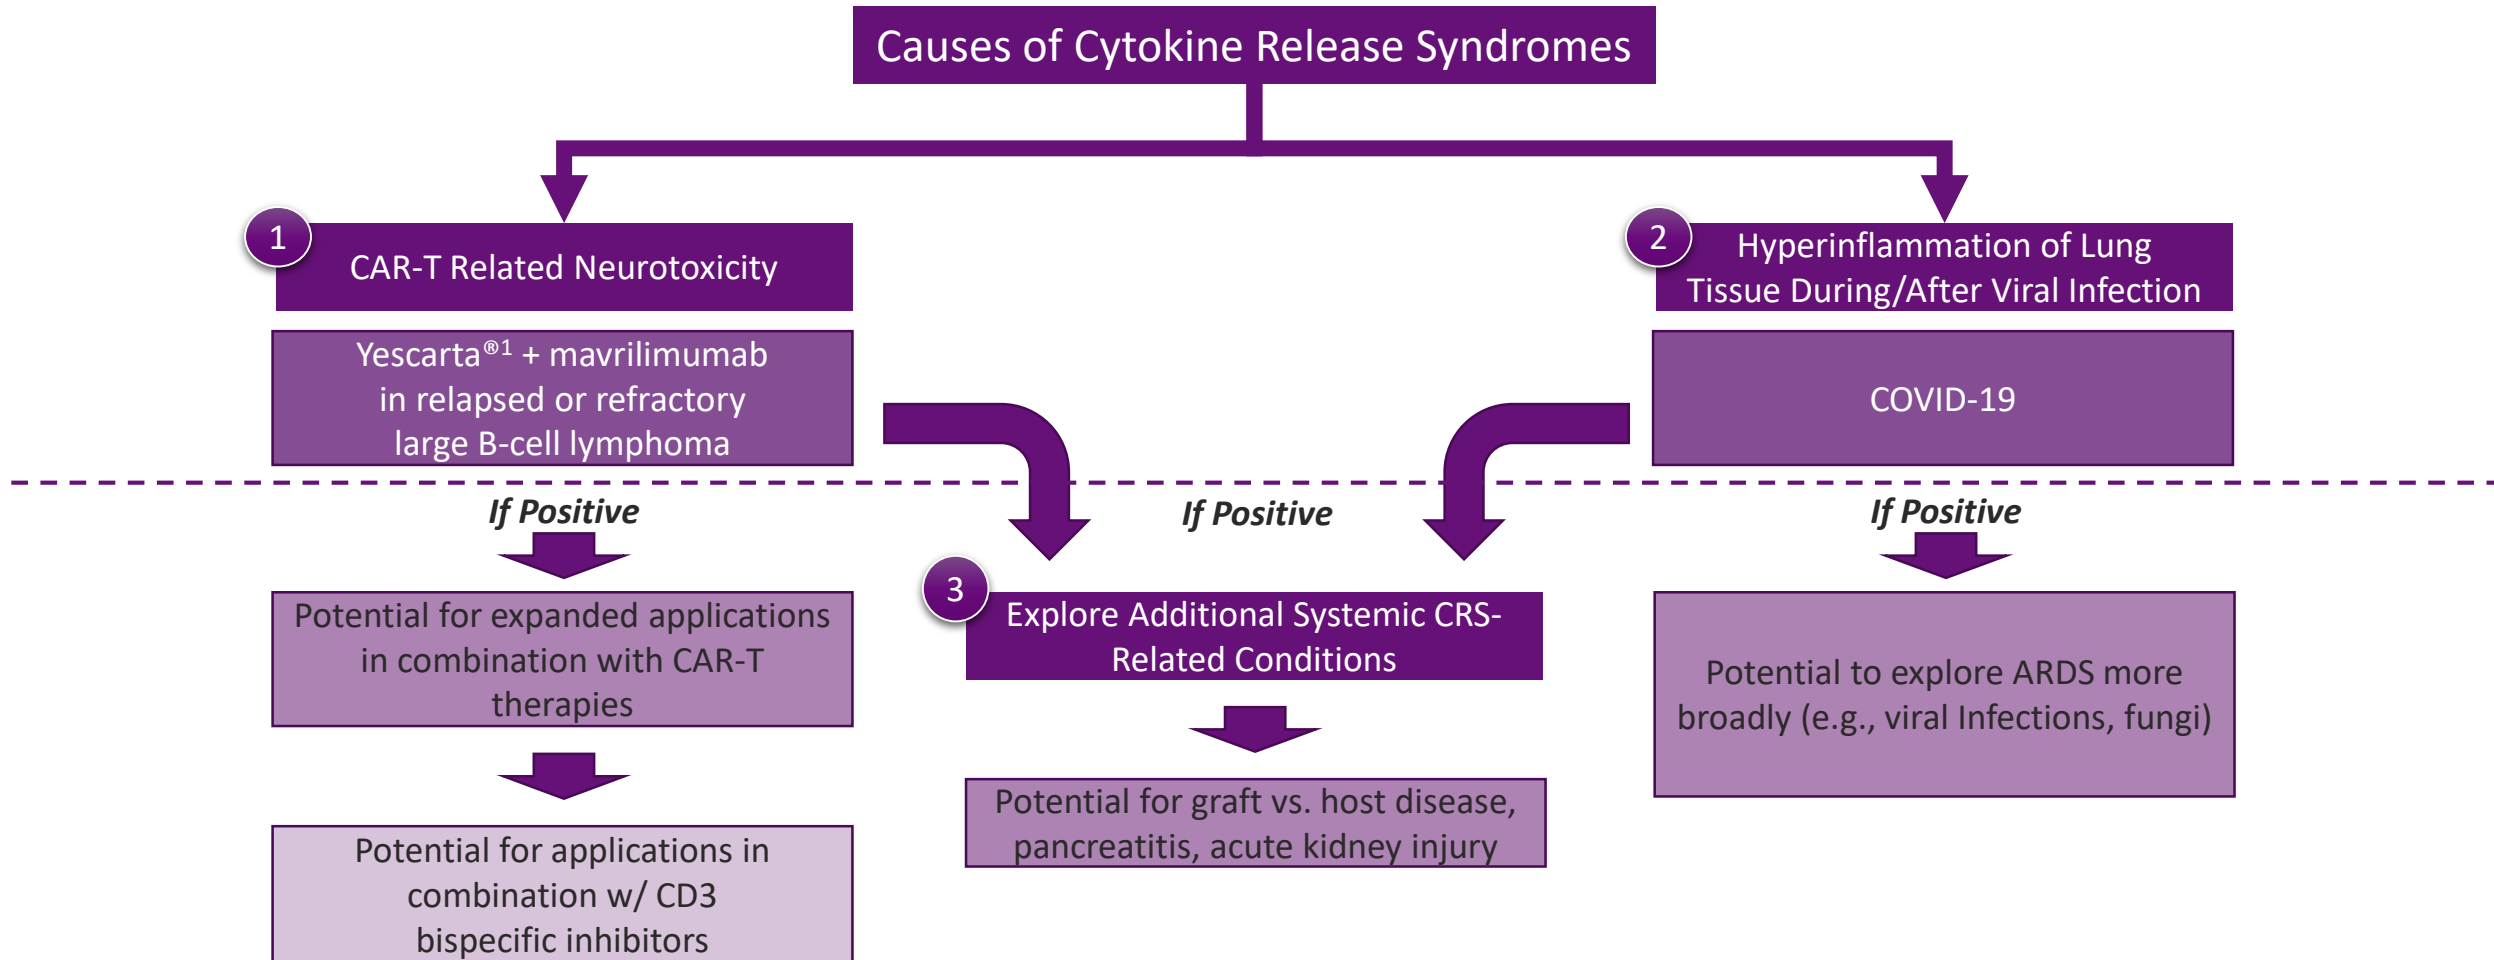 Causes of Cytokine Release Syndromes
1
CAR-T Related Neurotoxicity
2
Hyperinflammation of Lung
Tissue During/After Viral Infection
Yescarta®¹ + mavrilimumab
in relapsed or refractory
large B-cell lymphoma
COVID-19
If Positive
If Positive
If Positive
Potential for expanded applications
in combination with CAR-T
therapies
3
Explore Additional Systemic CRS-
Related Conditions
Potential to explore ARDS more
broadly (e.g., viral Infections, fungi)
Potential for graft vs. host disease,
pancreatitis, acute kidney injury
Potential for applications in
combination w/ CD3
bispecific inhibitors